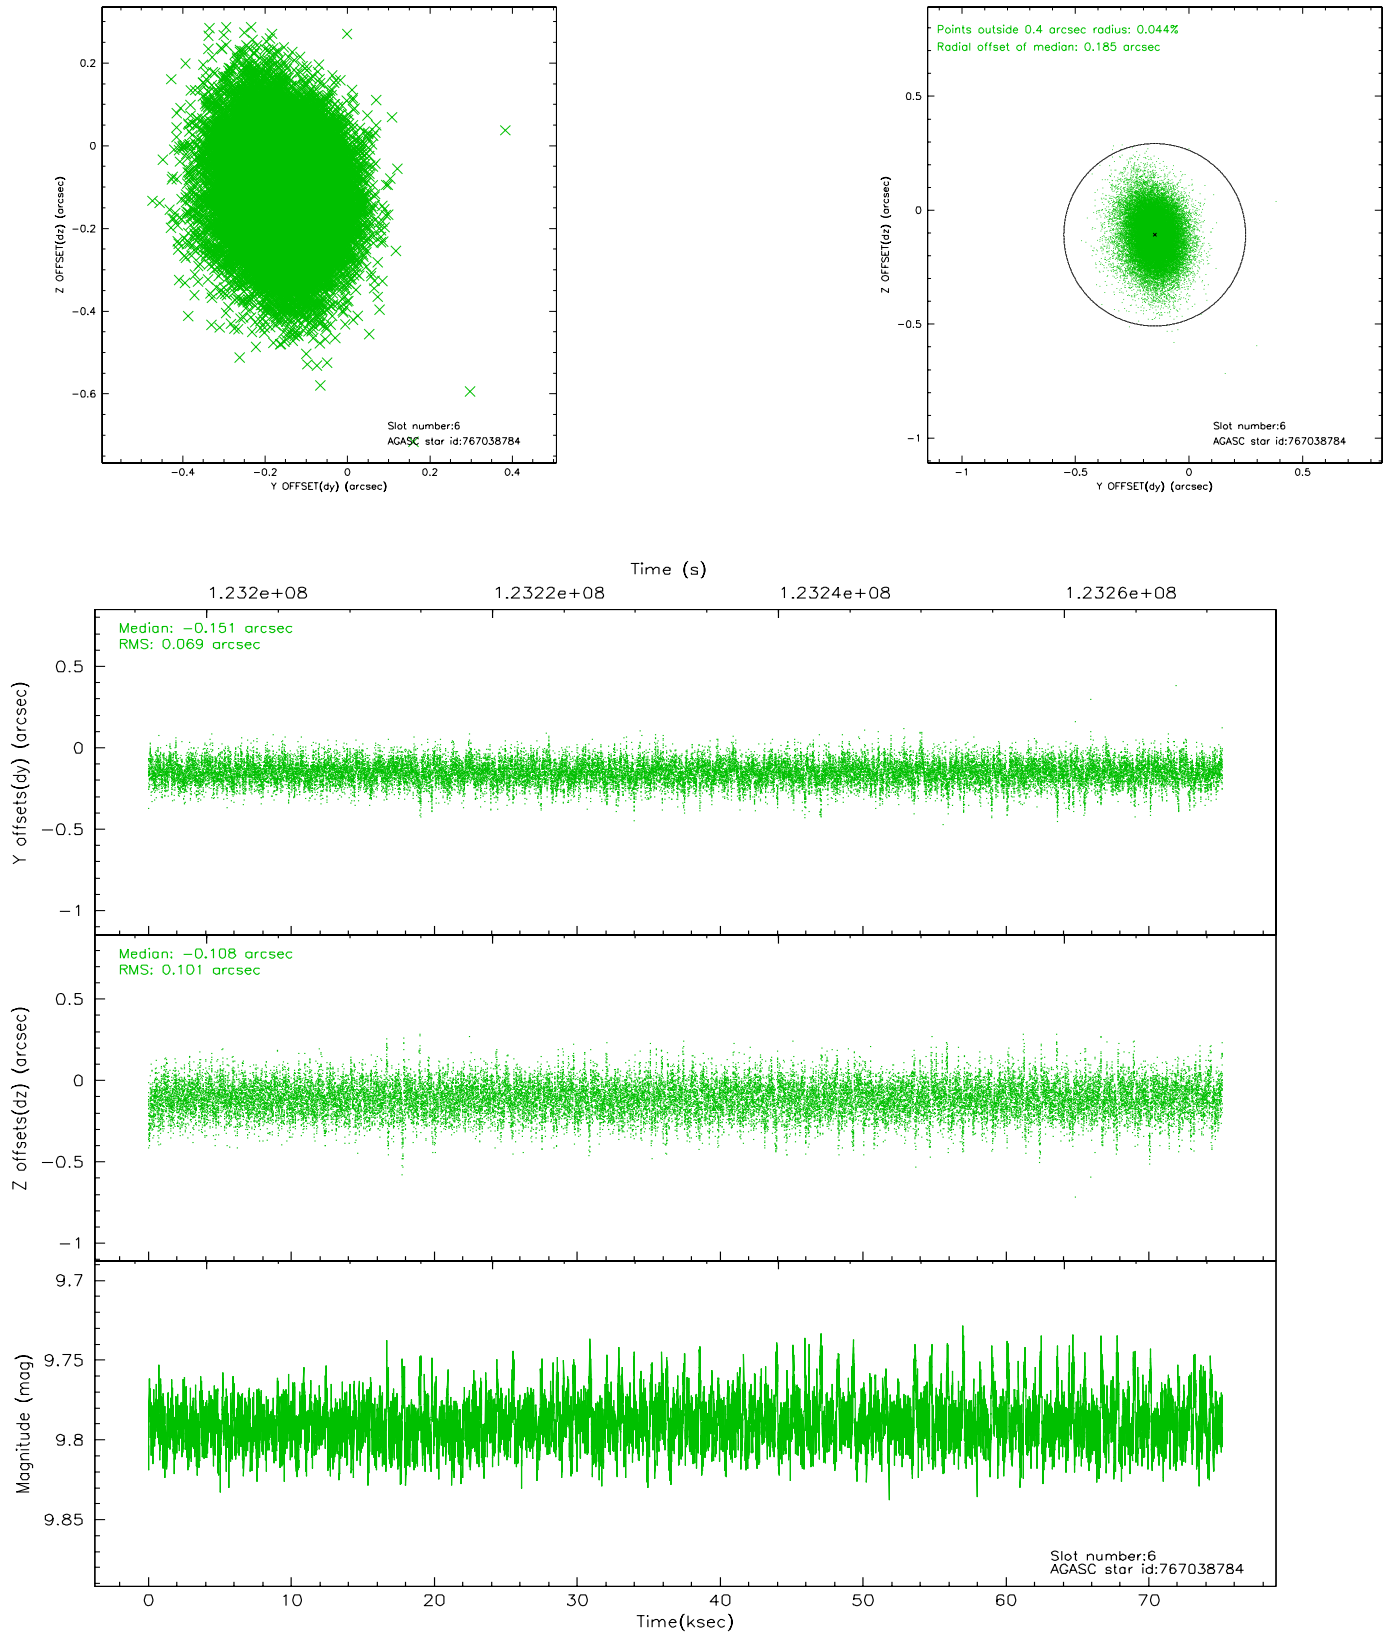 0.2
0
-0.2
-0.4
-0.6
Z OFFSET(dz) (arcsec)
Slot number:6
AGASC star id:767038784
-0.4
-0.2
0
0.2
0.4
Y OFFSET(dy) (arcsec)
Points outside 0.4 arcsec radius: 0.044%
Radial offset of median: 0.185 arcsec
0.5
0
-0.5
-1
Z OFFSET(dz) (arcsec)
Slot number:6
AGASC star id:767038784
-1
-0.5
0
0.5
Y OFFSET(dy) (arcsec)
Time (s)
1.232e+08
1.2322e+08
1.2324e+08
1.2326e+08
Median: -0.151 arcsec
RMS: 0.069 arcsec
0.5
0
-0.5
-1
Y offsets(dy) (arcsec)
Median: -0.108 arcsec
RMS: 0.101 arcsec
0.5
0
-0.5
-1
Z offsets(dz) (arcsec)
9.7
9.75
9.8
9.85
Magnitude (mag)
Slot number:6
AGASC star id:767038784
0
10
20
30
40
50
60
70
Time(ksec)